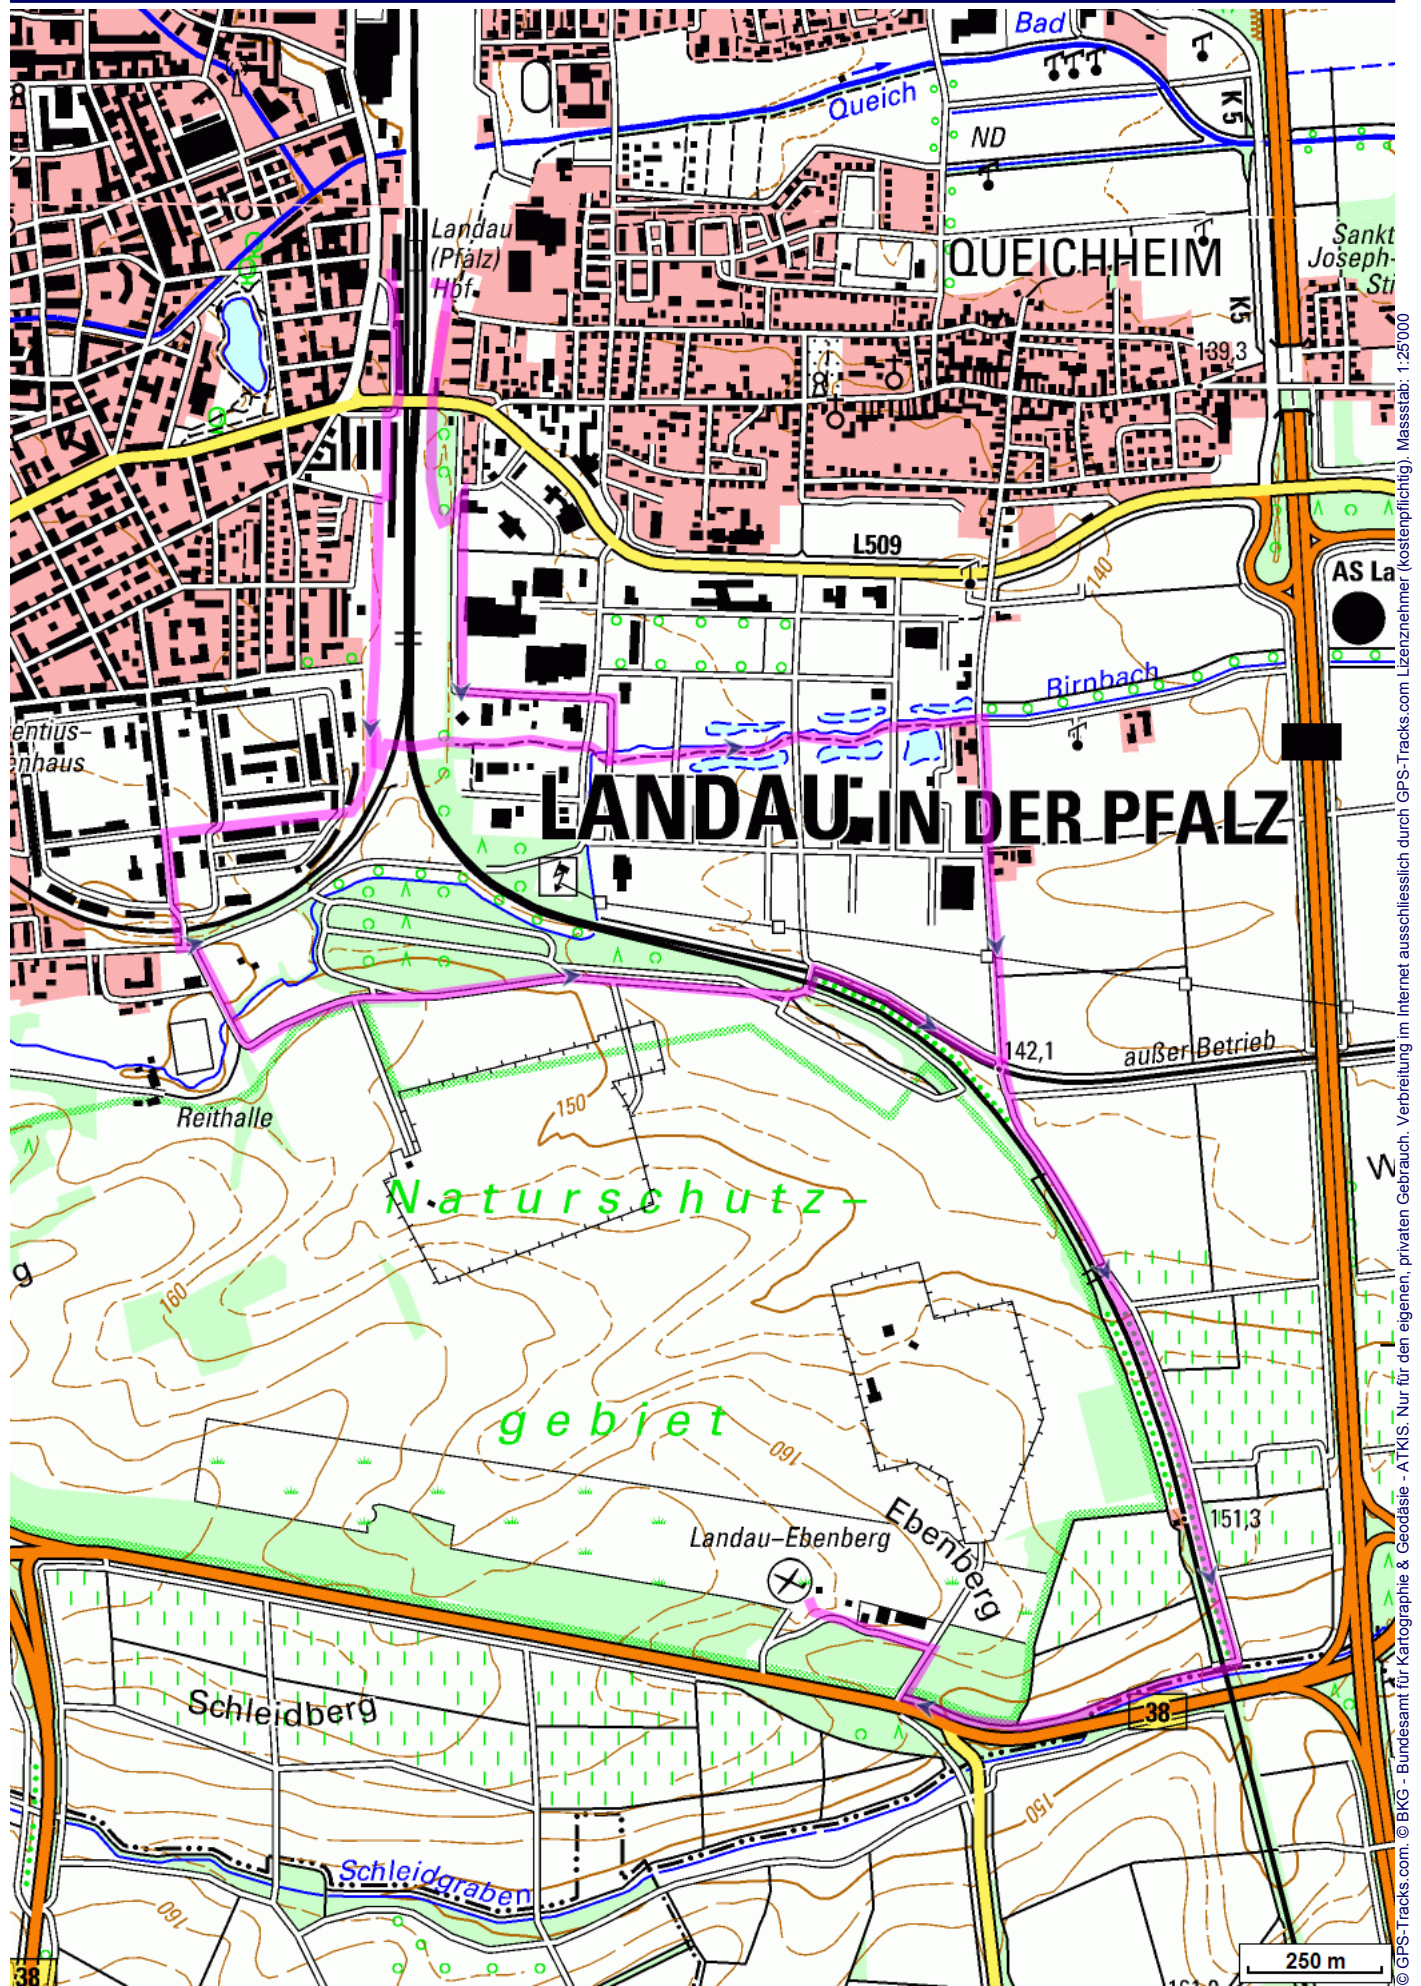 Bad
Queich
K 5
ND
Landau
(Pfalz)
Hbf.
QUEICHHEIM
Sankt
Joseph-
Sti
K5
139,3
L509
140
AS La
Birnbach
entius-
enhaus
LANDAU IN DER PFALZ
142,1
außer Betrieb
Reithalle
150
Naturschutz-
W
g
160
gebiet
160
Ebenberg
Landau-Ebenberg
151,3
Schleidberg
38
150
Schleidgraben
160
38
250 m
© GPS-Tracks.com. © BKG - Bundesamt für Kartographie & Geodäsie - ATKIS. Nur für den eigenen, privaten Gebrauch. Verbreitung im Internet ausschliesslich durch GPS-Tracks.com Lizenznehmer (kostenpflichtig). Massstab: 1:25'000